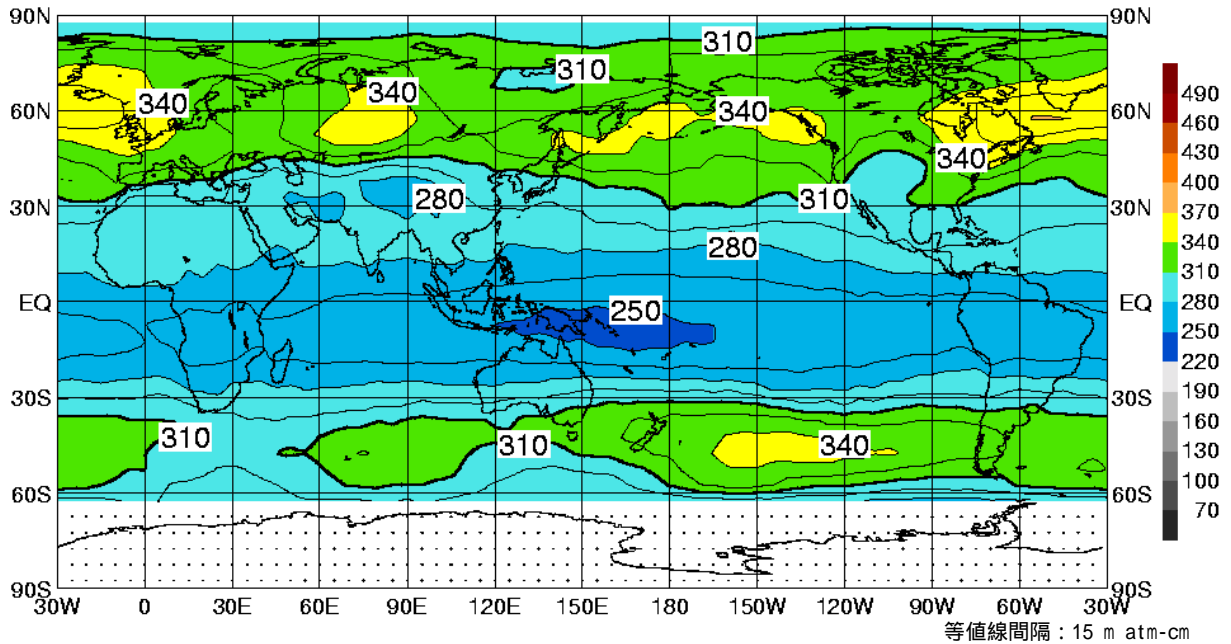 90N 90N
310
310
340 340 490
60N 340 60N 460
430
340 400
280 310 370
30N 30N 340
280 310
EQ 250 EQ 280
250
220
30S 30S 190
160
310 310 340 130
60S 60S 100
70
90S 90S
30W 0 30E 60E 90E 120E 150E 180 150W 120W 90W 60W 30W
等値線間隔：15 m atm-cm